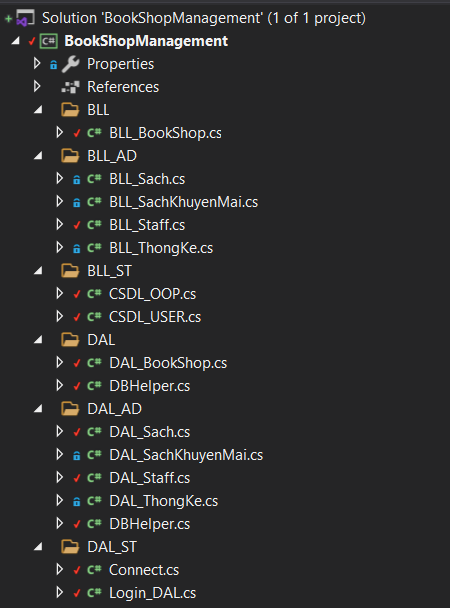 Solution 'BookShopManagement' (1 of 1 project)
C# BookShopManagement
Properties
References
BLL
C# BLL_BookShop.cs
BLL_AD
C# BLL_Sach.cs
C# BLL_SachKhuyenMai.cs
C# BLL_Staff.cs
C# BLL_ThongKe.cs
BLL_ST
C# CSDL_OOP.cs
C# CSDL_USER.cs
DAL
C# DAL_BookShop.cs
C# DBHelper.cs
DAL_AD
C# DAL_Sach.cs
C# DAL_SachKhuyenMai.cs
C# DAL_Staff.cs
C# DAL_ThongKe.cs
C# DBHelper.cs
DAL_ST
C# Connect.cs
C# Login_DAL.cs